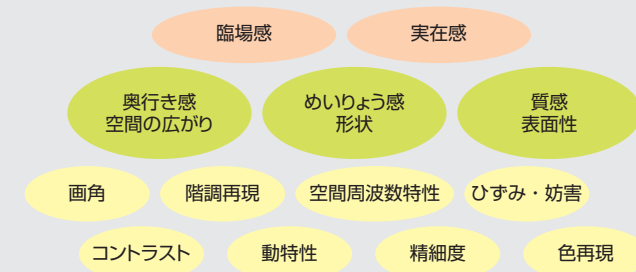 臨場感
実在感
奥行き感
空間の広がり
めいりょう感
形状
質感
表面性
画角
階調再現
空間周波数特性
ひずみ・妨害
コントラスト
動特性
精細度
色再現